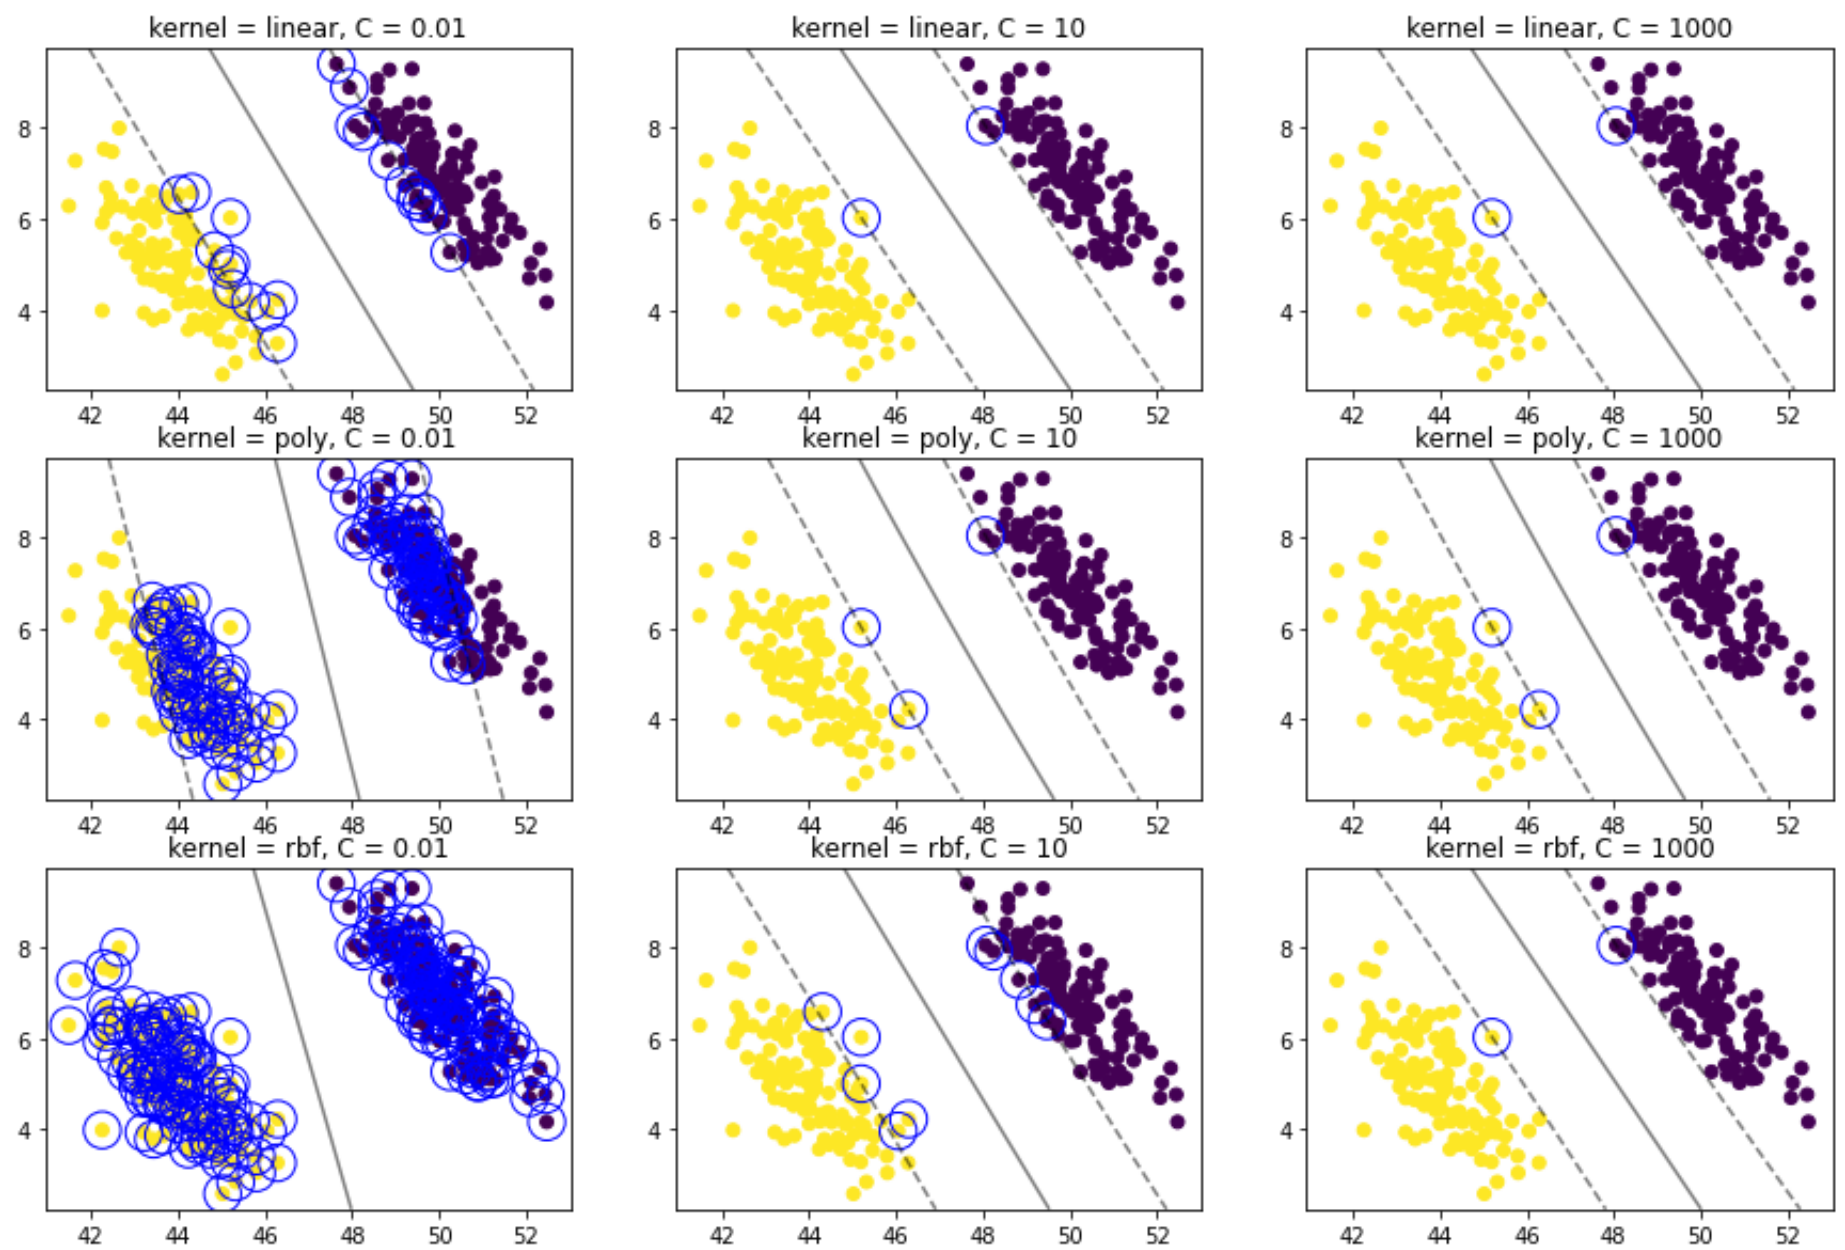 kernel = linear, C = 0.01
kernel = linear, C = 10
kernel = linear, C = 1000
8
6
4
42 44 46 48 50 52
8
6
4
42 44 46 48 50 52
8
6
4
42 44 46 48 50 52
kernel = poly, C = 0.01
kernel = poly, C = 10
kernel = poly, C = 1000
8
6
4
42 44 46 48 50 52
8
6
4
42 44 46 48 50 52
8
6
4
42 44 46 48 50 52
kernel = rbf, C = 0.01
kernel = rbf, C = 10
kernel = rbf, C = 1000
8
6
4
42 44 46 48 50 52
8
6
4
42 44 46 48 50 52
8
6
4
42 44 46 48 50 52